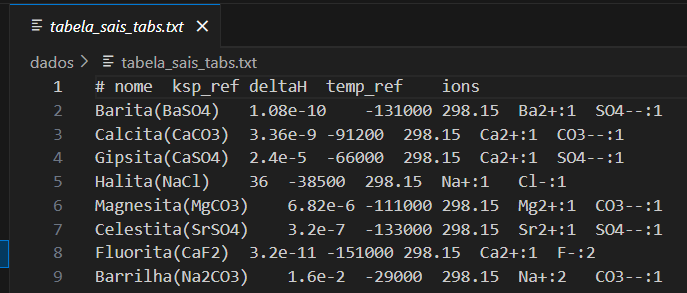 tabela_sais_tabs.txt
dados > tabela_sais_tabs.txt
1 # nome ksp_ref deltaH temp_ref ions
2 Barita(BaSO4) 1.08e-10 -131000 298.15 Ba2+:1 SO4--:1
3 Calcita(CaCO3) 3.36e-9 -91200 298.15 Ca2+:1 CO3--:1
4 Gipsita(CaSO4) 2.4e-5 -66000 298.15 Ca2+:1 SO4--:1
5 Halita(NaCl) 36 -38500 298.15 Na+:1 Cl-:1
6 Magnesita(MgCO3) 6.82e-6 -111000 298.15 Mg2+:1 CO3--:1
7 Celestita(SrSO4) 3.2e-7 -133000 298.15 Sr2+:1 SO4--:1
8 Fluorita(CaF2) 3.2e-11 -151000 298.15 Ca2+:1 F-:2
9 Barrilha(Na2CO3) 1.6e-2 -29000 298.15 Na+:2 CO3--:1